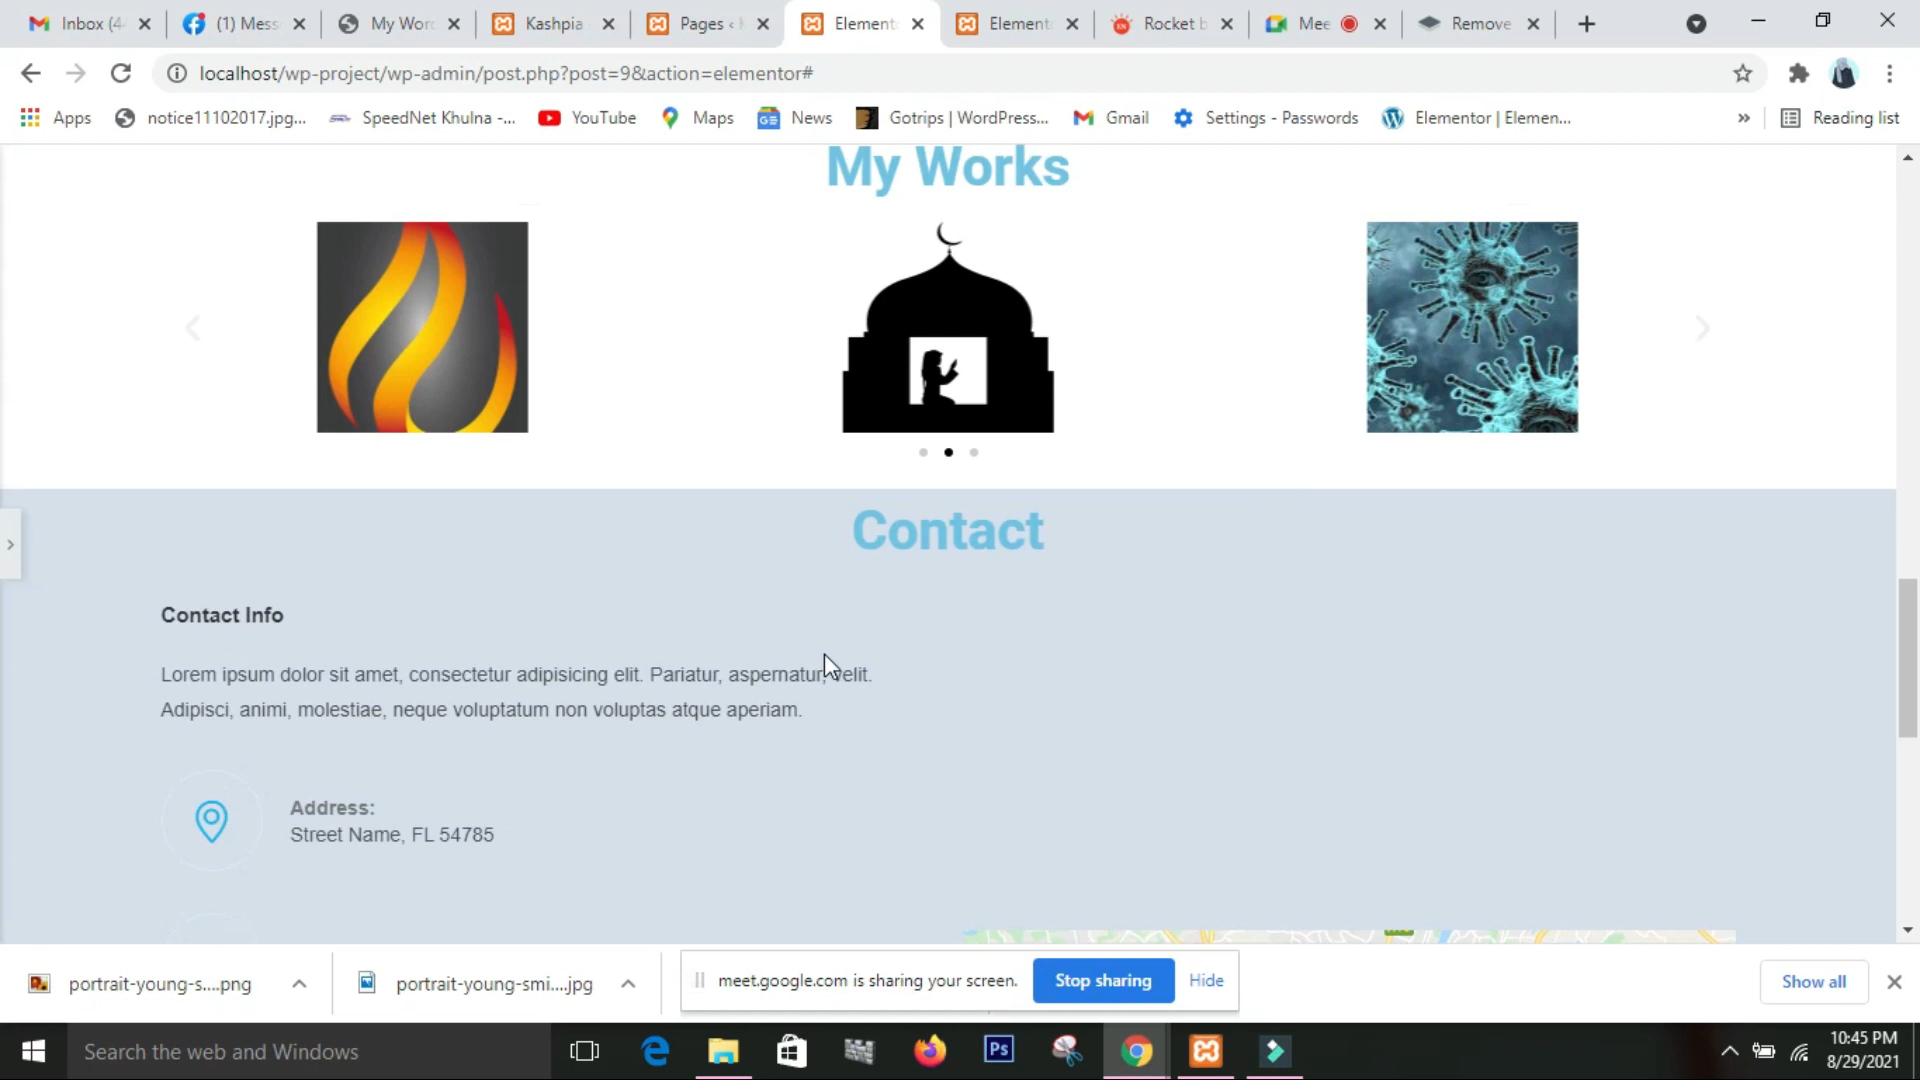 Inbox (4
(1) Mess
My Word
Kashpia
Pages ‹
Element
Element
Rocket b
Mee
Remove
localhost/wp-project/wp-admin/post.php?post=9&action=elementor#
Apps
notice11102017.jpg...
SpeedNet Khulna -...
YouTube
Maps
News
Gotrips | WordPress...
Gmail
Settings - Passwords
Elementor | Elemen...
»
Reading list
My Works
Contact
Contact Info
Lorem ipsum dolor sit amet, consectetur adipisicing elit. Pariatur, aspernatur, velit.
Adipisci, animi, molestiae, neque voluptatum non voluptas atque aperiam.
Address:
Street Name, FL 54785
portrait-young-s....png
portrait-young-smi....jpg
meet.google.com is sharing your screen.
Stop sharing
Hide
Show all
Search the web and Windows
Ps
10:45 PM
8/29/2021